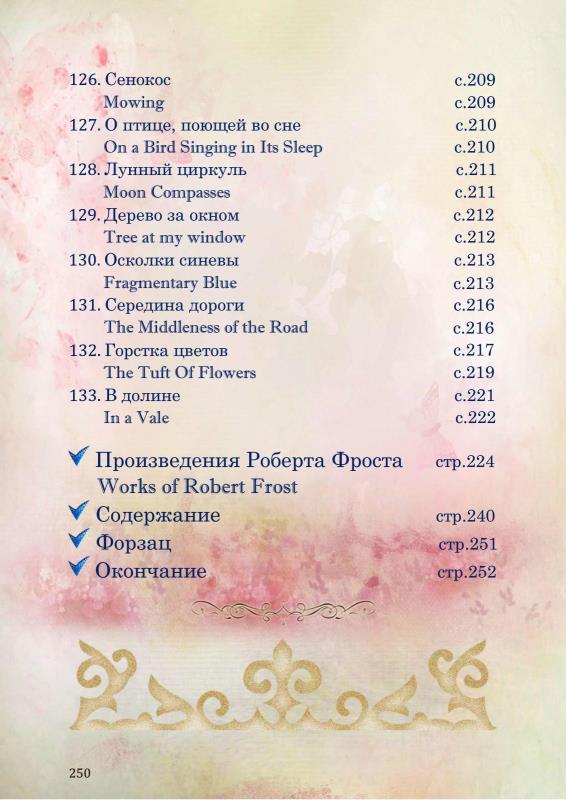 126. Сенокос с.209
Mowing с.209
127. О птице, поющей во сне с.210
On a Bird Singing in Its Sleep с.210
128. Лунный циркуль с.211
Moon Compasses с.211
129. Дерево за окном с.212
Tree at my window с.212
130. Осколки синевы с.213
Fragmentary Blue с.213
131. Середина дороги с.216
The Middleness of the Road с.216
132. Горстка цветов с.217
The Tuft Of Flowers с.219
133. В долине с.221
In a Vale с.222
Произведения Роберта Фроста стр.224
Works of Robert Frost
Содержание стр.240
Форзац стр.251
Окончание стр.252
250